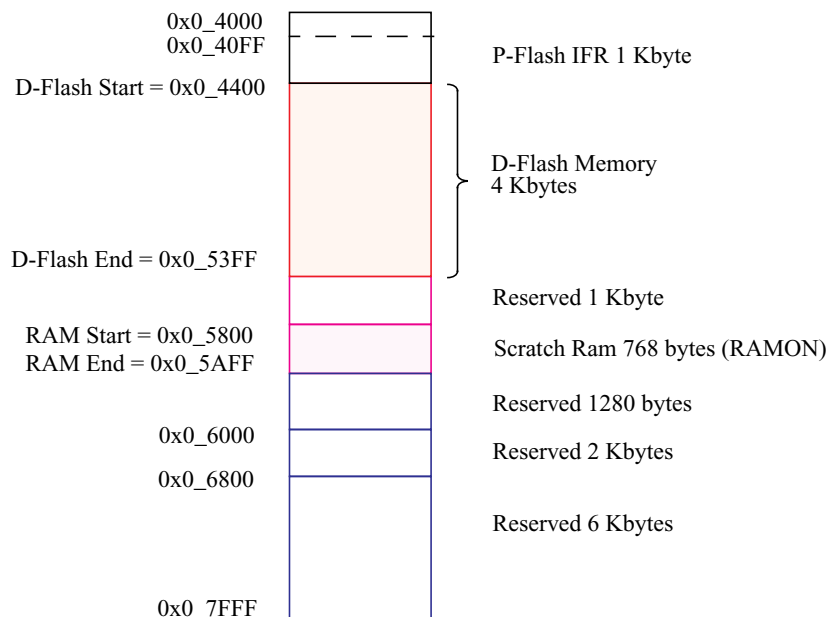 0x0_4000
0x0_40FF
P-Flash IFR 1 Kbyte
D-Flash Start = 0x0_4400
D-Flash Memory
4 Kbytes
D-Flash End = 0x0_53FF
Reserved 1 Kbyte
RAM Start = 0x0_5800
Scratch Ram 768 bytes (RAMON)
RAM End = 0x0_5AFF
Reserved 1280 bytes
0x0_6000
Reserved 2 Kbytes
0x0_6800
Reserved 6 Kbytes
0x0_7FFF